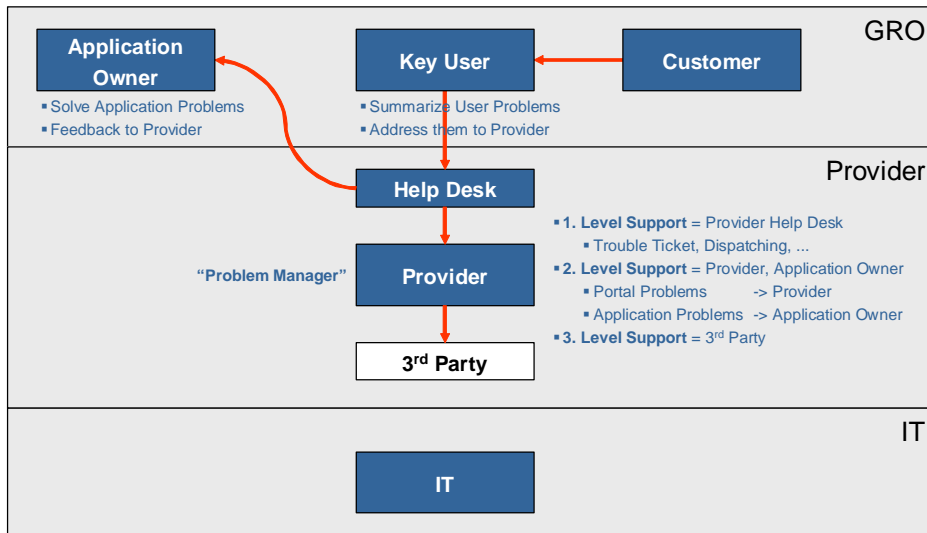 GRO
Application
Owner
Key User
Customer
▪ Solve Application Problems
▪ Feedback to Provider
▪ Summarize User Problems
▪ Address them to Provider
Provider
Help Desk
▪ 1. Level Support = Provider Help Desk
▪ Trouble Ticket, Dispatching, ...
▪ 2. Level Support = Provider, Application Owner
▪ Portal Problems -> Provider
▪ Application Problems -> Application Owner
▪ 3. Level Support = 3rd Party
“Problem Manager”
Provider
3rd Party
IT
IT